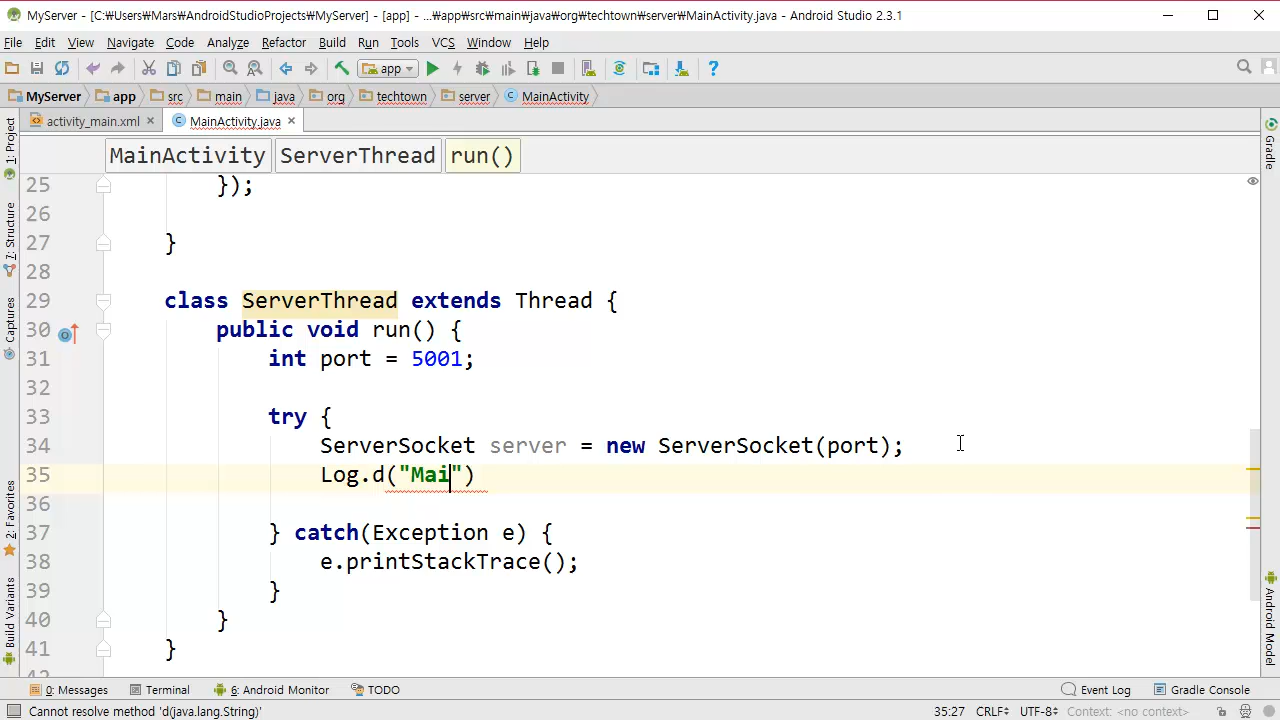 MyServer - [C:₩Users₩Mars₩AndroidStudioProjects₩MyServer] - [app] - ...₩app₩src₩main₩java₩org₩techtown₩server₩MainActivity.java - Android Studio 2.3.1
File Edit View Navigate Code Analyze Refactor Build Run Tools VCS Window Help
app
MyServer app src main java org techtown server MainActivity
activity_main.xml MainActivity.java
MainActivity ServerThread run()
25 });
26
27 }
28
29 class ServerThread extends Thread {
30 public void run() {
31 int port = 5001;
32
33 try {
34 ServerSocket server = new ServerSocket(port);
35 Log.d("Mai")
36
37 } catch(Exception e) {
38 e.printStackTrace();
39 }
40 }
41 }
42
1: Project
7: Structure
Captures
2: Favorites
Build Variants
Gradle
Android Model
0: Messages Terminal 6: Android Monitor TODO Event Log Gradle Console
Cannot resolve method 'd(java.lang.String)' 35:27 CRLF UTF-8 Context: <no context>